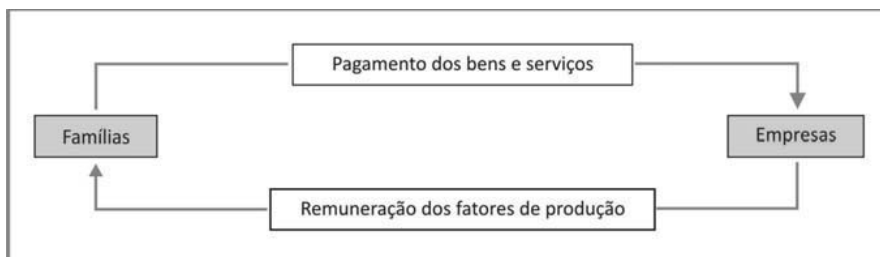 Pagamento dos bens e serviços
Famílias
Empresas
Remuneração dos fatores de produção